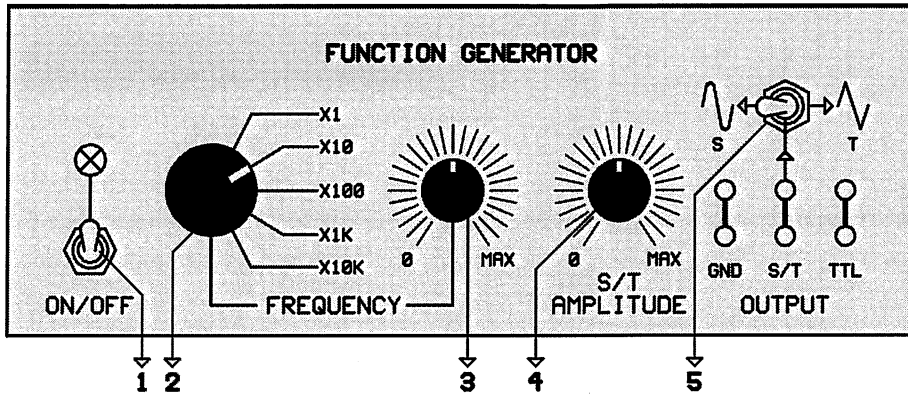 FUNCTION GENERATOR
X1
X10
X100
X1K
X10K
S
T
0
MAX
0
MAX
GND
S/T
TTL
ON/OFF
FREQUENCY
S/T
AMPLITUDE
OUTPUT
1
2
3
4
5